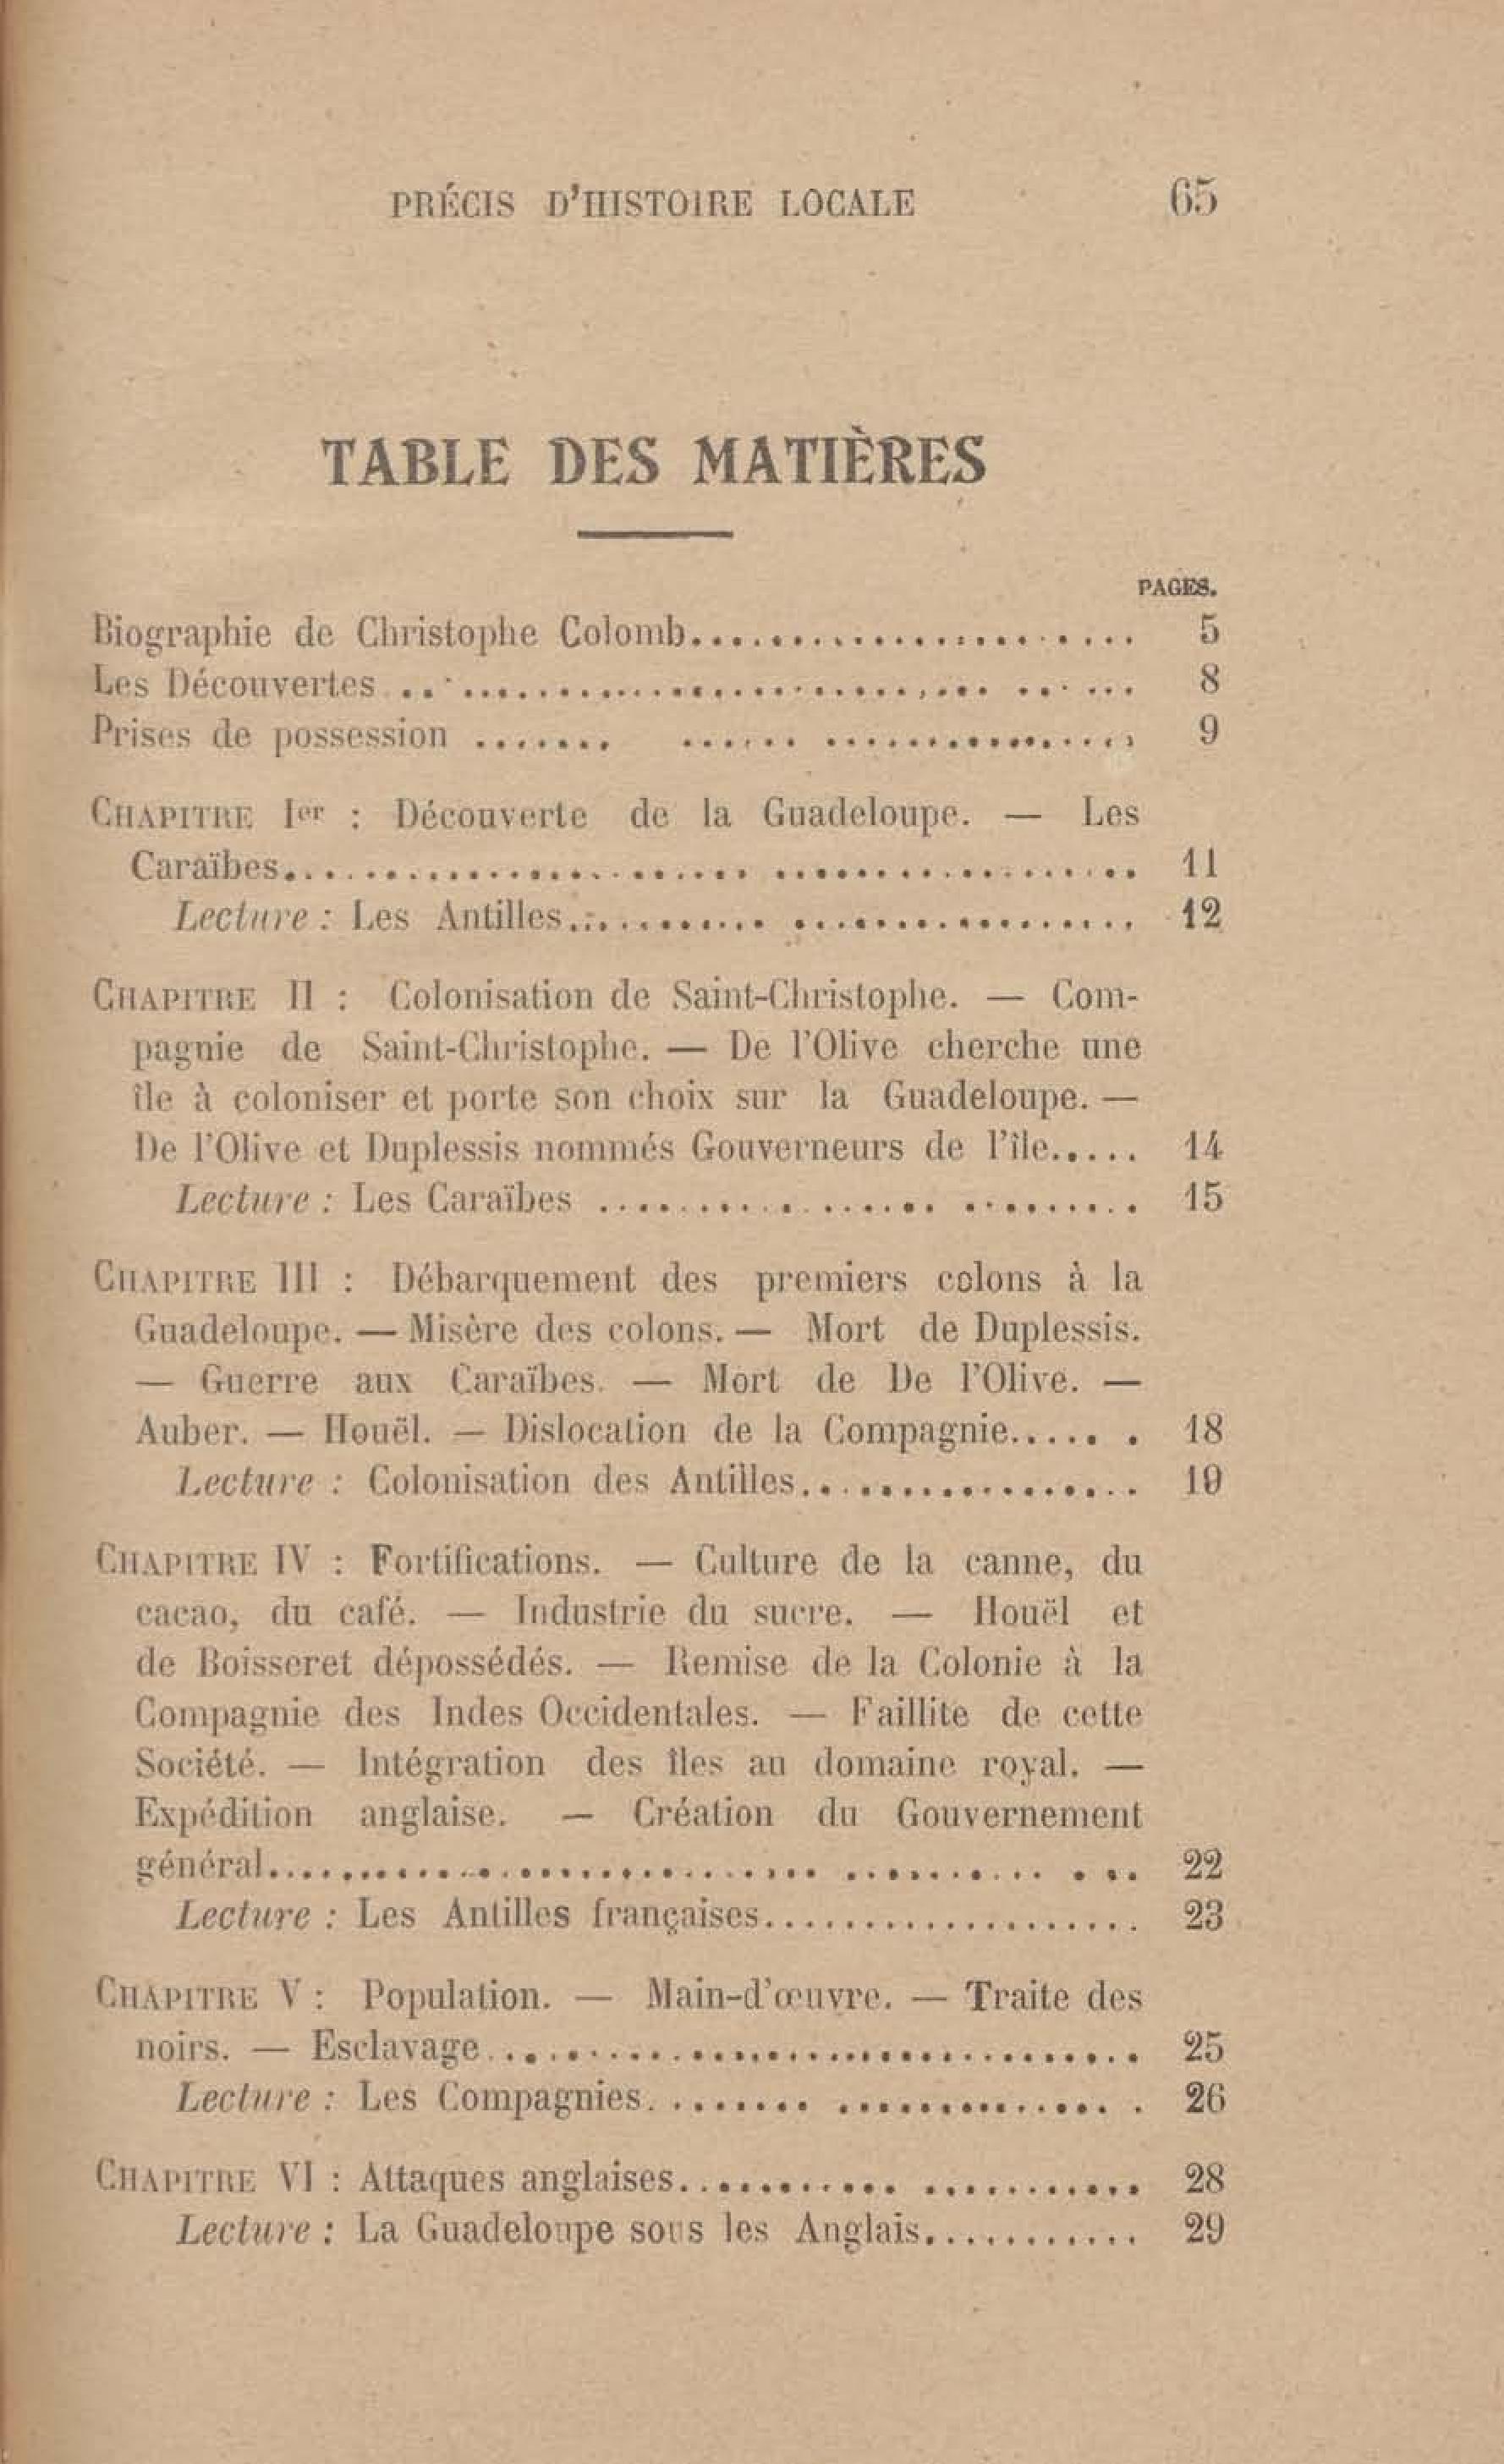 PRÉCIS D'HISTOIRE LOCALE 65
TABLE DES MATIÈRES
PAGES.
Biographie de Christophe Colomb........................ 5
Les Découvertes .................................... 8
Prises de possession .............................. 9
CHAPITRE Ier : Découverte de la Guadeloupe. — Les
Caraïbes.......................................... 11
Lecture : Les Antilles............................ 12
CHAPITRE II : Colonisation de Saint-Christophe. — Com-
pagnie de Saint-Christophe. — De l'Olive cherche une
île à coloniser et porte son choix sur la Guadeloupe. —
De l'Olive et Duplessis nommés Gouverneurs de l'île..... 14
Lecture : Les Caraïbes .......................... 15
CHAPITRE III : Débarquement des premiers colons à la
Guadeloupe. — Misère des colons. — Mort de Duplessis.
— Guerre aux Caraïbes. — Mort de De l'Olive. —
Auber. — Houël. — Dislocation de la Compagnie...... . 18
Lecture : Colonisation des Antilles................. 19
CHAPITRE IV : Fortifications. — Culture de la canne, du
cacao, du café. — Industrie du sucre. — Houël et
de Boisseret dépossédés. — Remise de la Colonie à la
Compagnie des Indes Occidentales. — Faillite de cette
Société. — Intégration des îles au domaine royal. —
Expédition anglaise. — Création du Gouvernement
général.......................................... 22
Lecture : Les Antilles françaises................... 23
CHAPITRE V : Population. — Main-d'œuvre. — Traite des
noirs. — Esclavage................................ 25
Lecture : Les Compagnies........................ 26
CHAPITRE VI : Attaques anglaises....................... 28
Lecture : La Guadeloupe sous les Anglais........... 29